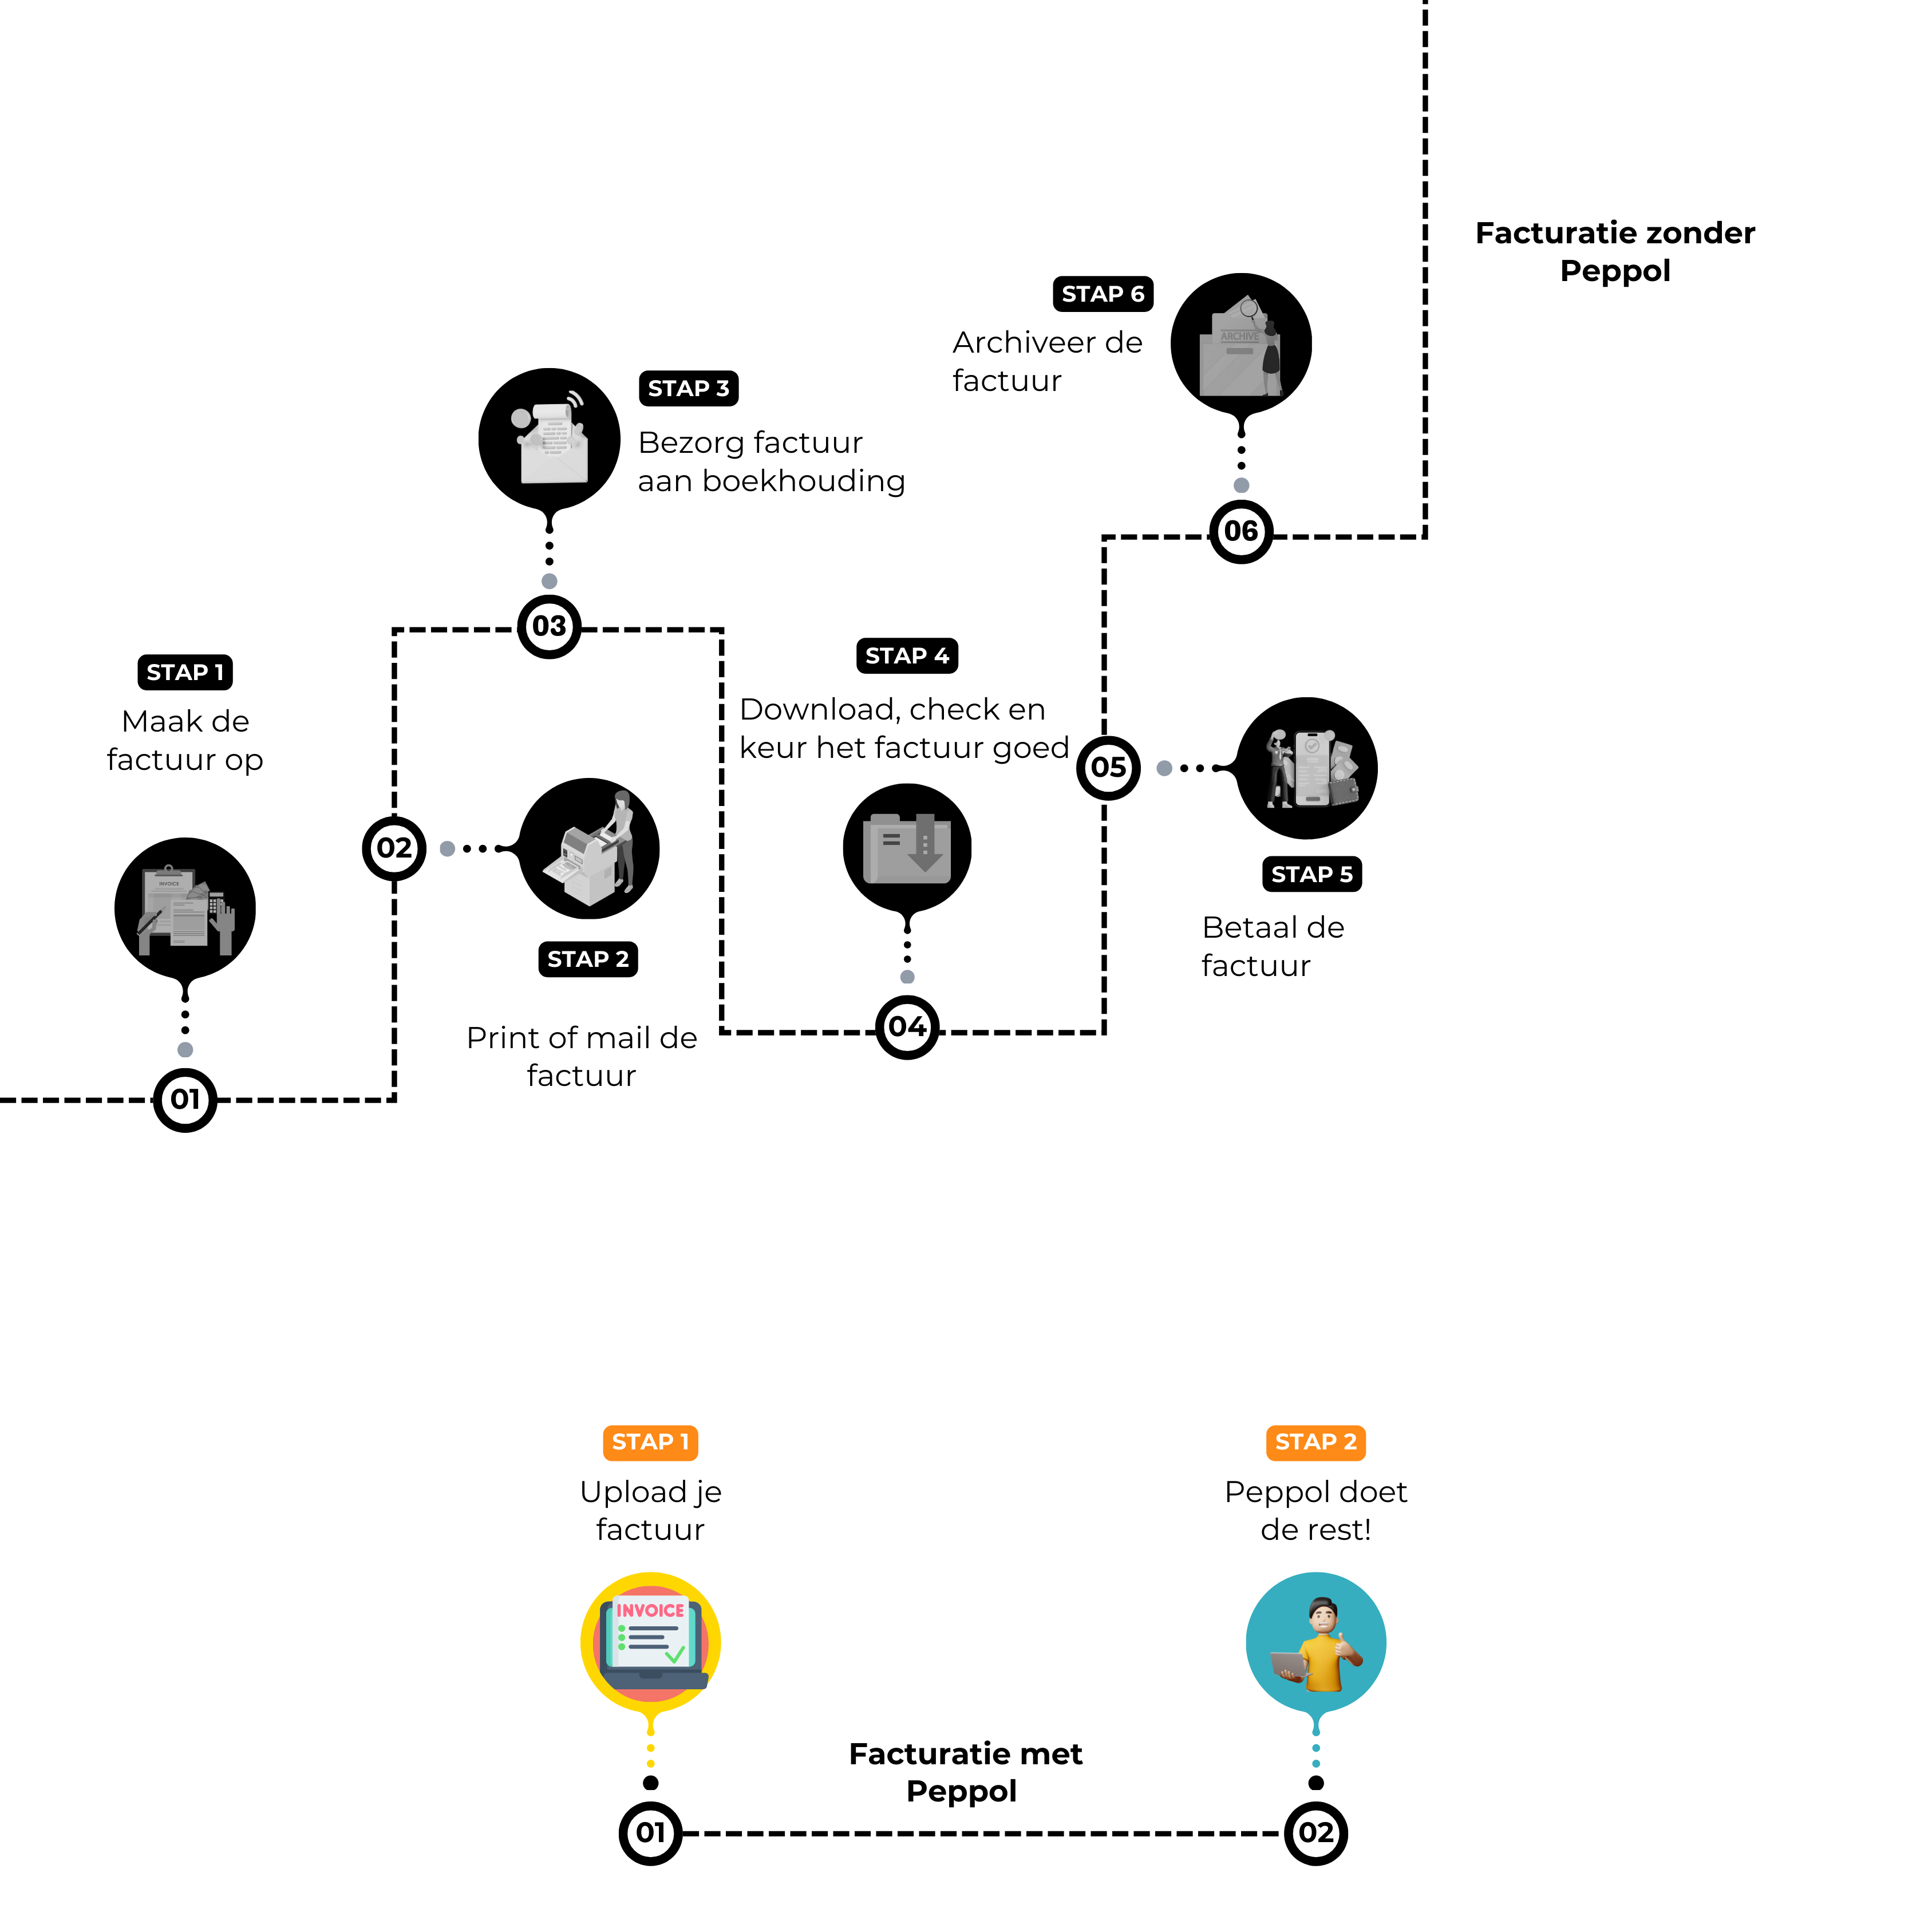 Facturatie zonder
Peppol
STAP 1
Maak de
factuur op
INVOICE
01
02
STAP 2
Print of mail de
factuur
STAP 3
Bezorg factuur
aan boekhouding
03
STAP 4
Download, check en
keur het factuur goed
04
05
STAP 5
Betaal de
factuur
STAP 6
Archiveer de
factuur
ARCHIVE
06
STAP 1
Upload je
factuur
INVOICE
01
STAP 2
Peppol doet
de rest!
02
Facturatie met
Peppol